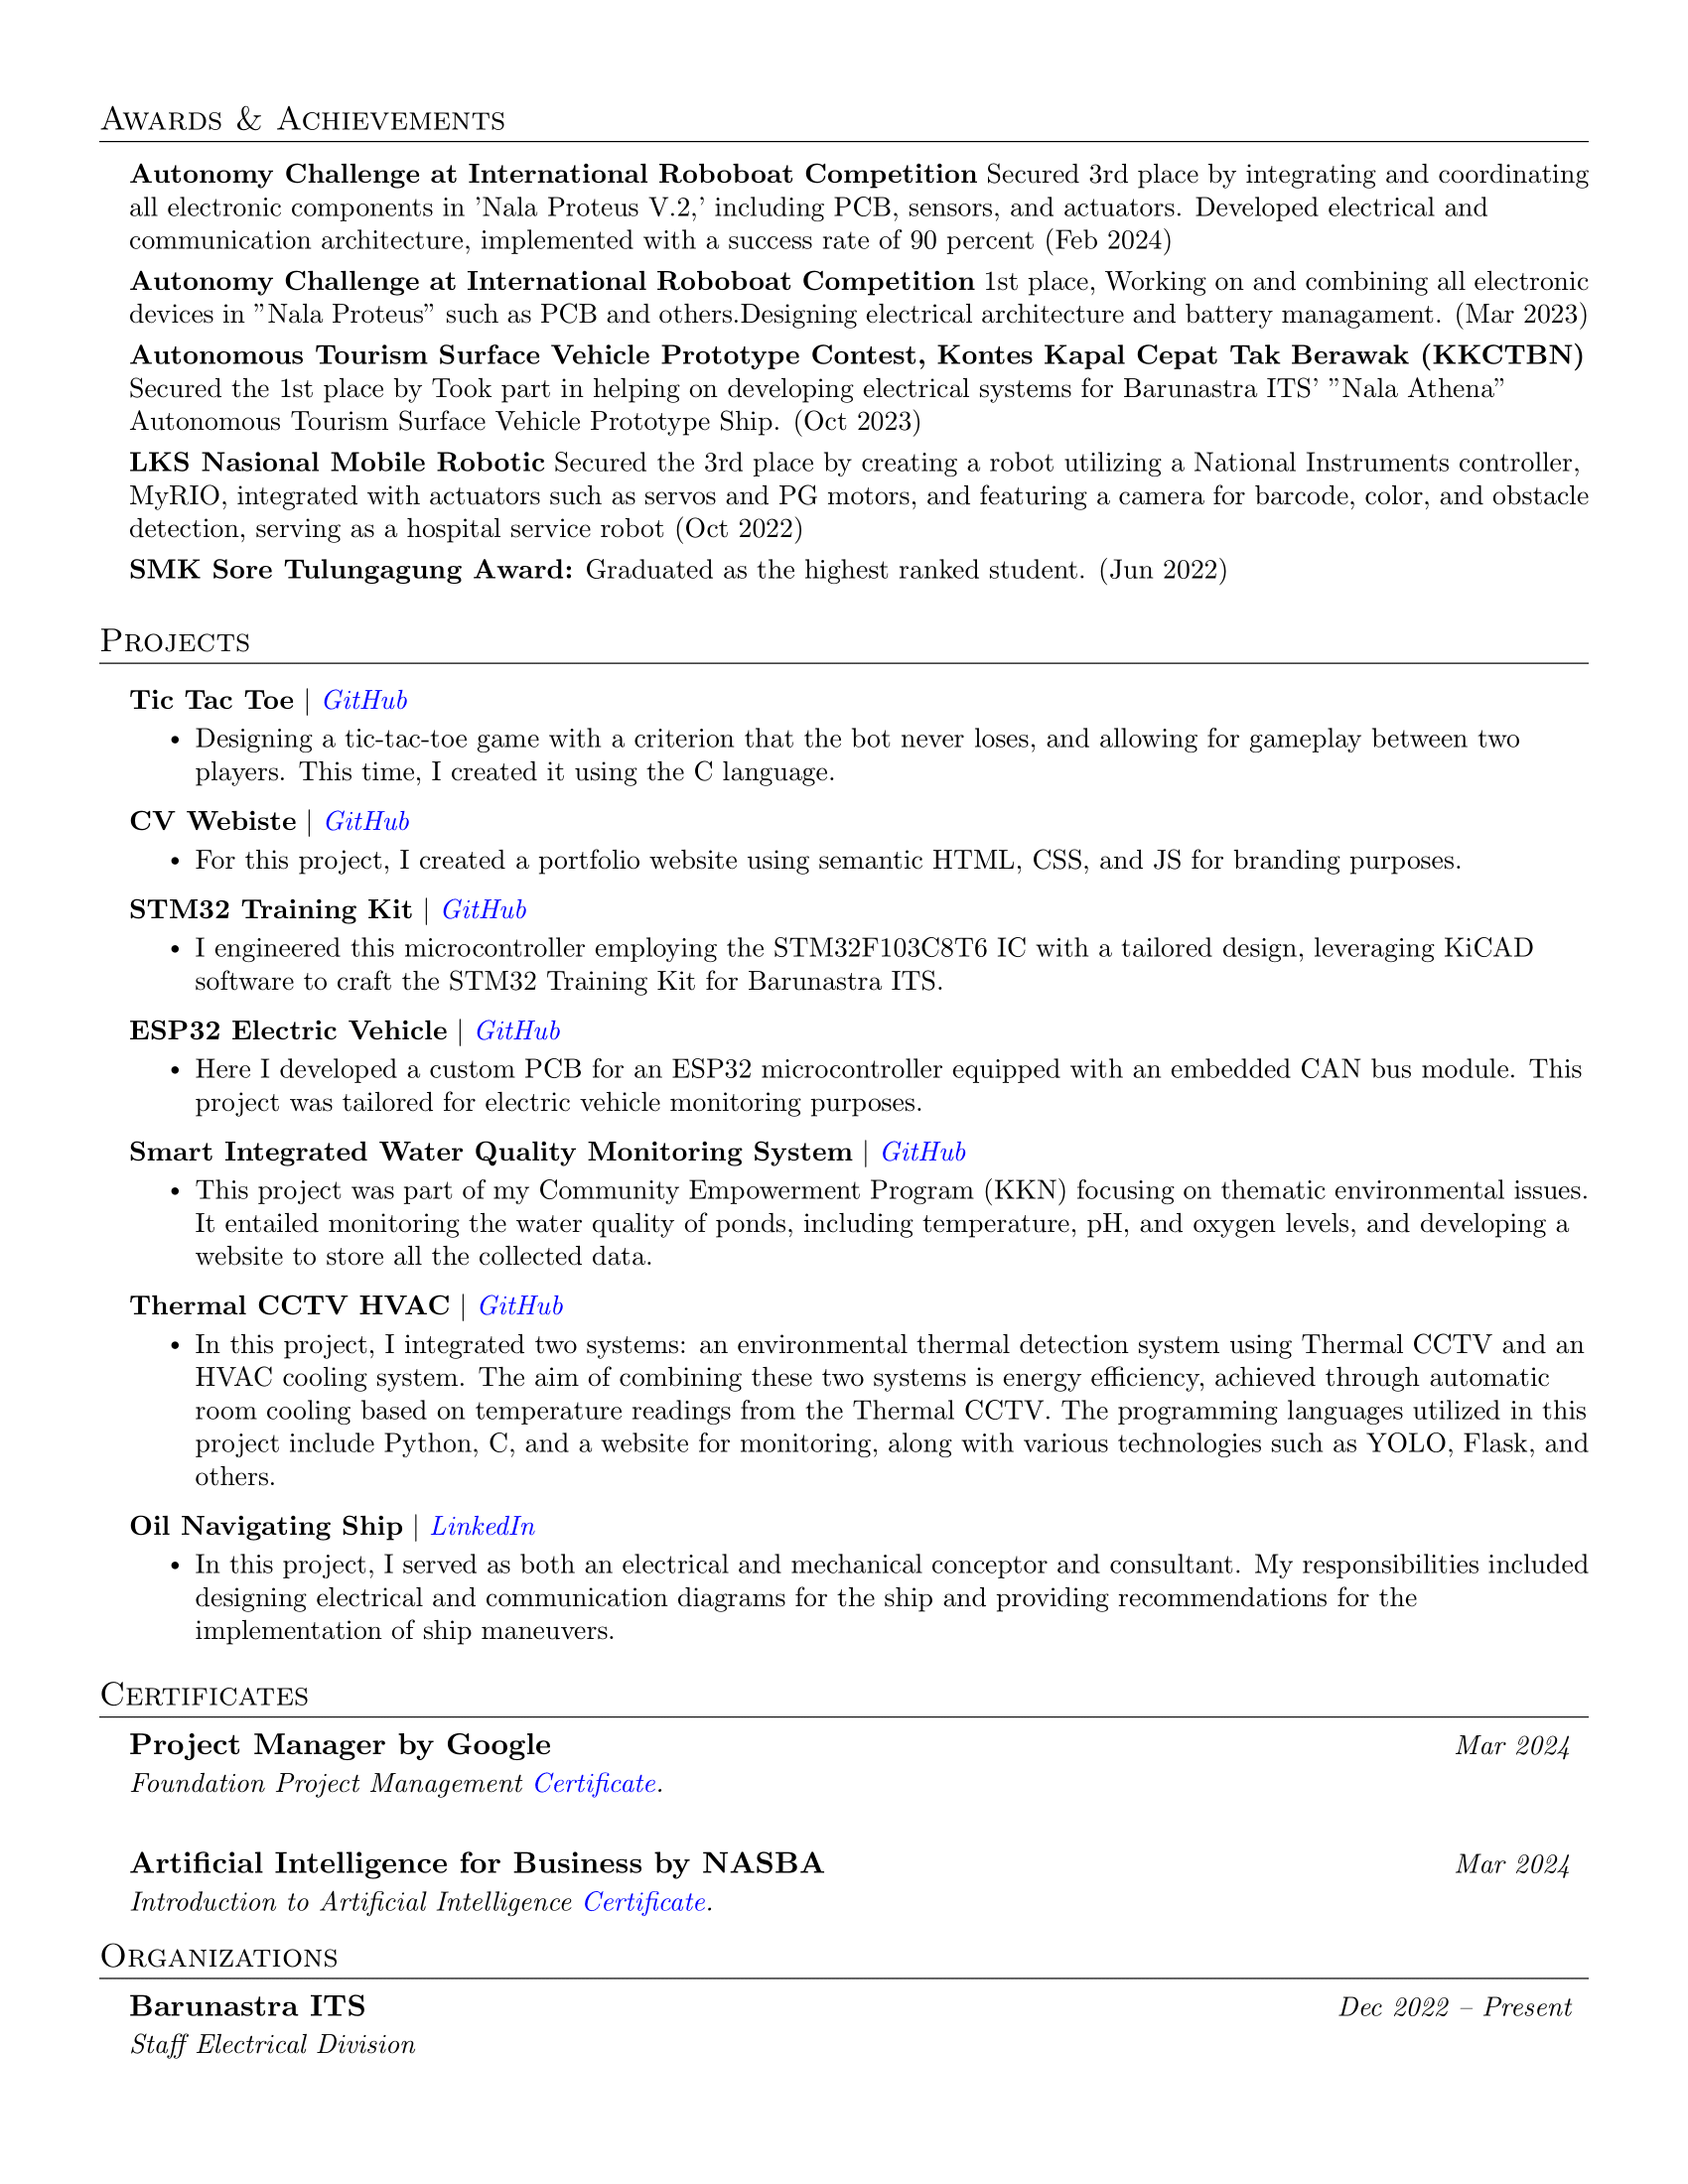 Awards & Achievements
Autonomy Challenge at International Roboboat Competition Secured 3rd place by integrating and coordinating
all electronic components in ’Nala Proteus V.2,’ including PCB, sensors, and actuators. Developed electrical and
communication architecture, implemented with a success rate of 90 percent (Feb 2024)
Autonomy Challenge at International Roboboat Competition 1st place, Working on and combining all electronic
devices in ”Nala Proteus” such as PCB and others.Designing electrical architecture and battery managament. (Mar 2023)
Autonomous Tourism Surface Vehicle Prototype Contest, Kontes Kapal Cepat Tak Berawak (KKCTBN)
Secured the 1st place by Took part in helping on developing electrical systems for Barunastra ITS’ ”Nala Athena”
Autonomous Tourism Surface Vehicle Prototype Ship. (Oct 2023)
LKS Nasional Mobile Robotic Secured the 3rd place by creating a robot utilizing a National Instruments controller,
MyRIO, integrated with actuators such as servos and PG motors, and featuring a camera for barcode, color, and obstacle
detection, serving as a hospital service robot (Oct 2022)
SMK Sore Tulungagung Award: Graduated as the highest ranked student. (Jun 2022)
Projects
Tic Tac Toe | GitHub
• Designing a tic-tac-toe game with a criterion that the bot never loses, and allowing for gameplay between two
players. This time, I created it using the C language.
CV Webiste | GitHub
• For this project, I created a portfolio website using semantic HTML, CSS, and JS for branding purposes.
STM32 Training Kit | GitHub
• I engineered this microcontroller employing the STM32F103C8T6 IC with a tailored design, leveraging KiCAD
software to craft the STM32 Training Kit for Barunastra ITS.
ESP32 Electric Vehicle | GitHub
• Here I developed a custom PCB for an ESP32 microcontroller equipped with an embedded CAN bus module. This
project was tailored for electric vehicle monitoring purposes.
Smart Integrated Water Quality Monitoring System | GitHub
• This project was part of my Community Empowerment Program (KKN) focusing on thematic environmental issues.
It entailed monitoring the water quality of ponds, including temperature, pH, and oxygen levels, and developing a
website to store all the collected data.
Thermal CCTV HVAC | GitHub
• In this project, I integrated two systems: an environmental thermal detection system using Thermal CCTV and an
HVAC cooling system. The aim of combining these two systems is energy efficiency, achieved through automatic
room cooling based on temperature readings from the Thermal CCTV. The programming languages utilized in this
project include Python, C, and a website for monitoring, along with various technologies such as YOLO, Flask, and
others.
Oil Navigating Ship | LinkedIn
• In this project, I served as both an electrical and mechanical conceptor and consultant. My responsibilities included
designing electrical and communication diagrams for the ship and providing recommendations for the
implementation of ship maneuvers.
Certificates
Project Manager by Google Mar 2024
Foundation Project Management Certificate.
Artificial Intelligence for Business by NASBA Mar 2024
Introduction to Artificial Intelligence Certificate.
Organizations
Barunastra ITS Dec 2022 – Present
Staff Electrical Division